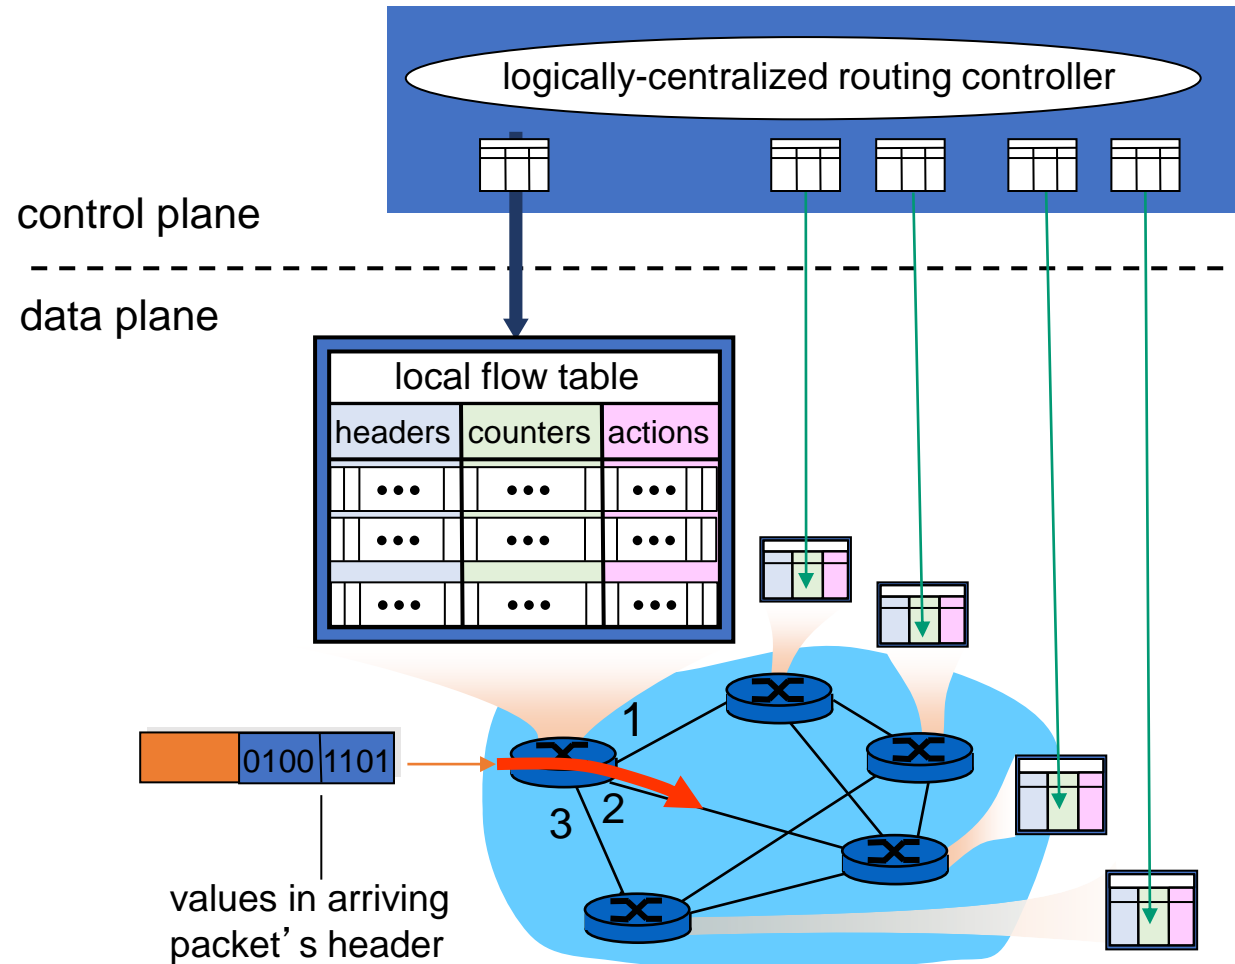 logically-centralized routing controller
control plane
data plane
local flow table
headers counters actions
1
0100 1101
2
3
values in arriving
packet’s header